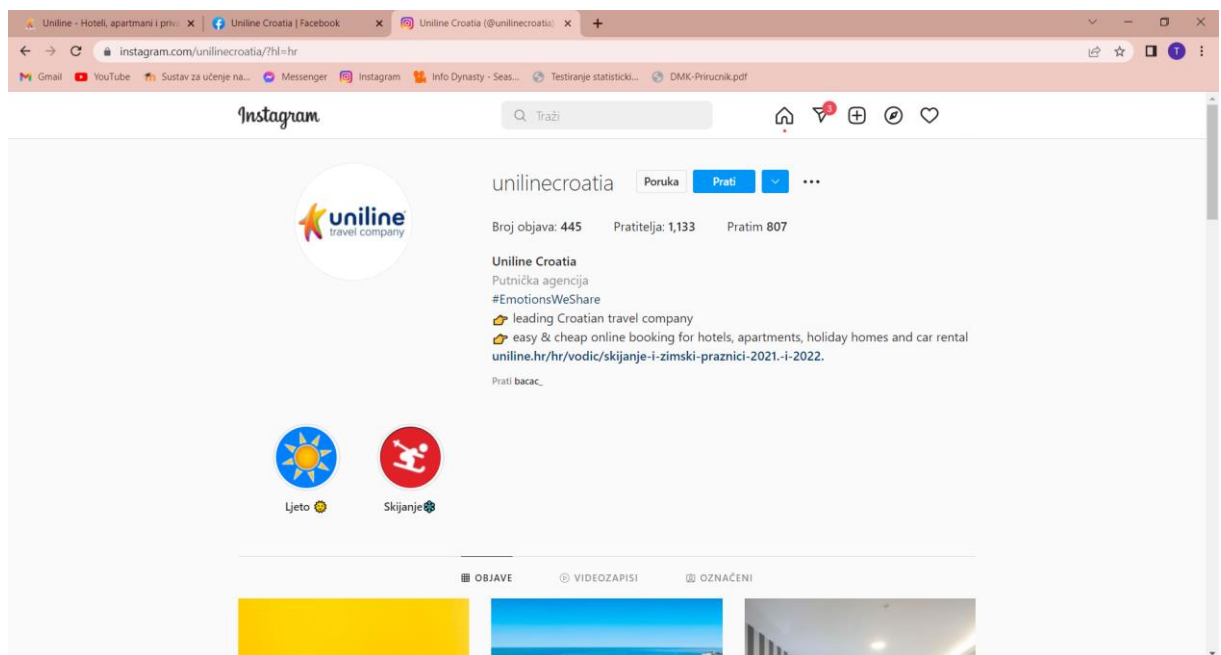 Uniline - Hoteli, apartmani i priv
Uniline Croatia | Facebook
Uniline Croatia (@unilinecroatia)
instagram.com/unilinecroatia/?hl=hr
T
Gmail
YouTube
Sustav za učenje na...
Messenger
Instagram
Info Dynasty - Seas...
Testiranje statisticki...
DMK-Prirucnik.pdf
Instagram
Traži
3
uniline
travel company
unilinecroatia
Poruka
Prati
Broj objava: 445 Pratitelja: 1,133 Pratim 807
Uniline Croatia
Putnička agencija
#EmotionsWeShare
👉 leading Croatian travel company
👉 easy & cheap online booking for hotels, apartments, holiday homes and car rental
uniline.hr/hr/vodic/skijanje-i-zimski-praznici-2021.-i-2022.
Prati bacac_
Ljeto 🌞
Skijanje❄
OBJAVE
VIDEOZAPISI
OZNAČENI